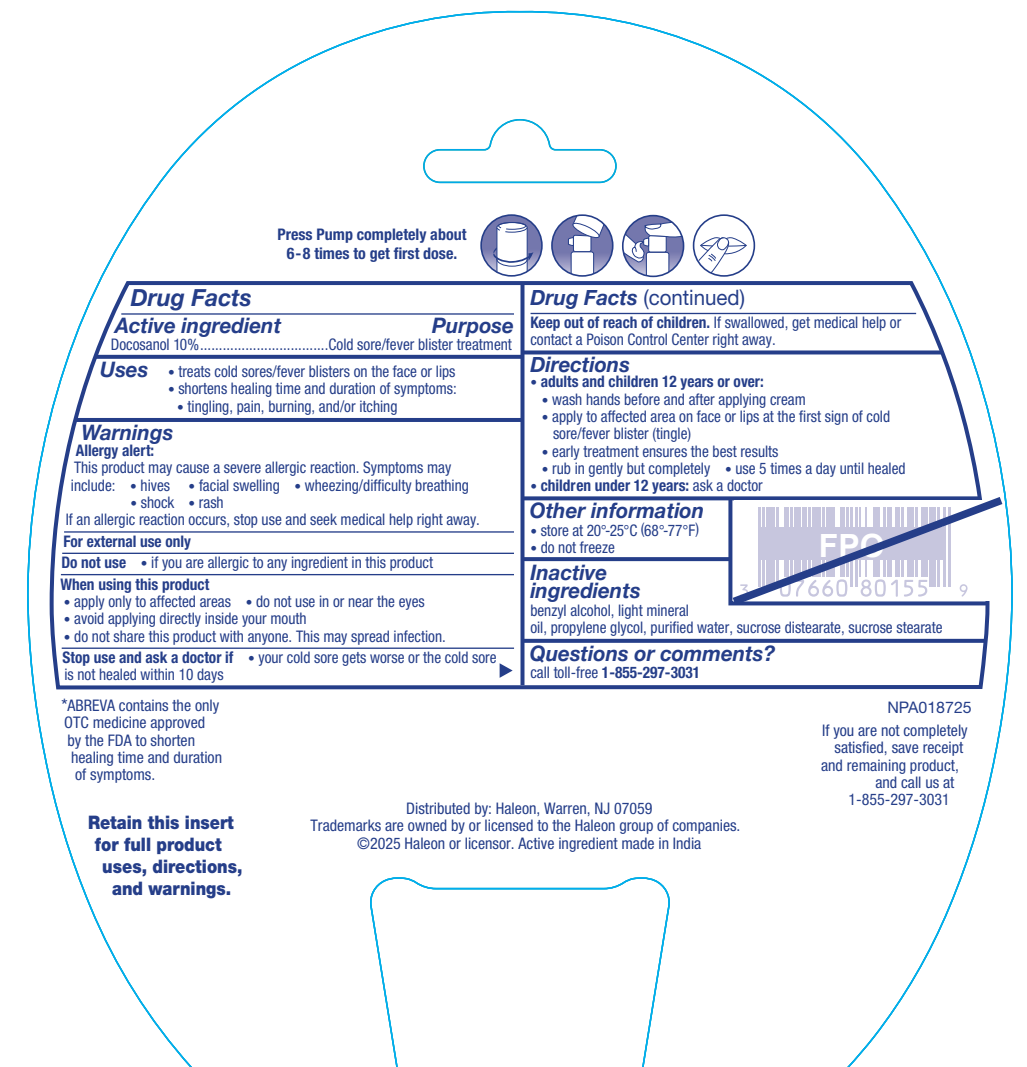 Press Pump completely about
6-8 times to get first dose.
Drug Facts
Active ingredient Purpose
Docosanol 10%................................Cold sore/fever blister treatment
Uses • treats cold sores/fever blisters on the face or lips
• shortens healing time and duration of symptoms:
• tingling, pain, burning, and/or itching
Warnings
Allergy alert:
This product may cause a severe allergic reaction. Symptoms may
include: • hives • facial swelling • wheezing/difficulty breathing
• shock • rash
If an allergic reaction occurs, stop use and seek medical help right away.
For external use only
Do not use • if you are allergic to any ingredient in this product
When using this product
• apply only to affected areas • do not use in or near the eyes
• avoid applying directly inside your mouth
• do not share this product with anyone. This may spread infection.
Stop use and ask a doctor if • your cold sore gets worse or the cold sore
is not healed within 10 days
Drug Facts (continued)
Keep out of reach of children. If swallowed, get medical help or
contact a Poison Control Center right away.
Directions
• adults and children 12 years or over:
• wash hands before and after applying cream
• apply to affected area on face or lips at the first sign of cold
sore/fever blister (tingle)
• early treatment ensures the best results
• rub in gently but completely • use 5 times a day until healed
• children under 12 years: ask a doctor
Other information
• store at 20°-25°C (68°-77°F)
• do not freeze
FPO
3 07660 80155 9
Inactive
ingredients
benzyl alcohol, light mineral
oil, propylene glycol, purified water, sucrose distearate, sucrose stearate
Questions or comments?
call toll-free 1-855-297-3031
*ABREVA contains the only
OTC medicine approved
by the FDA to shorten
healing time and duration
of symptoms.
Retain this insert
for full product
uses, directions,
and warnings.
Distributed by: Haleon, Warren, NJ 07059
Trademarks are owned by or licensed to the Haleon group of companies.
©2025 Haleon or licensor. Active ingredient made in India
NPA018725
If you are not completely
satisfied, save receipt
and remaining product,
and call us at
1-855-297-3031